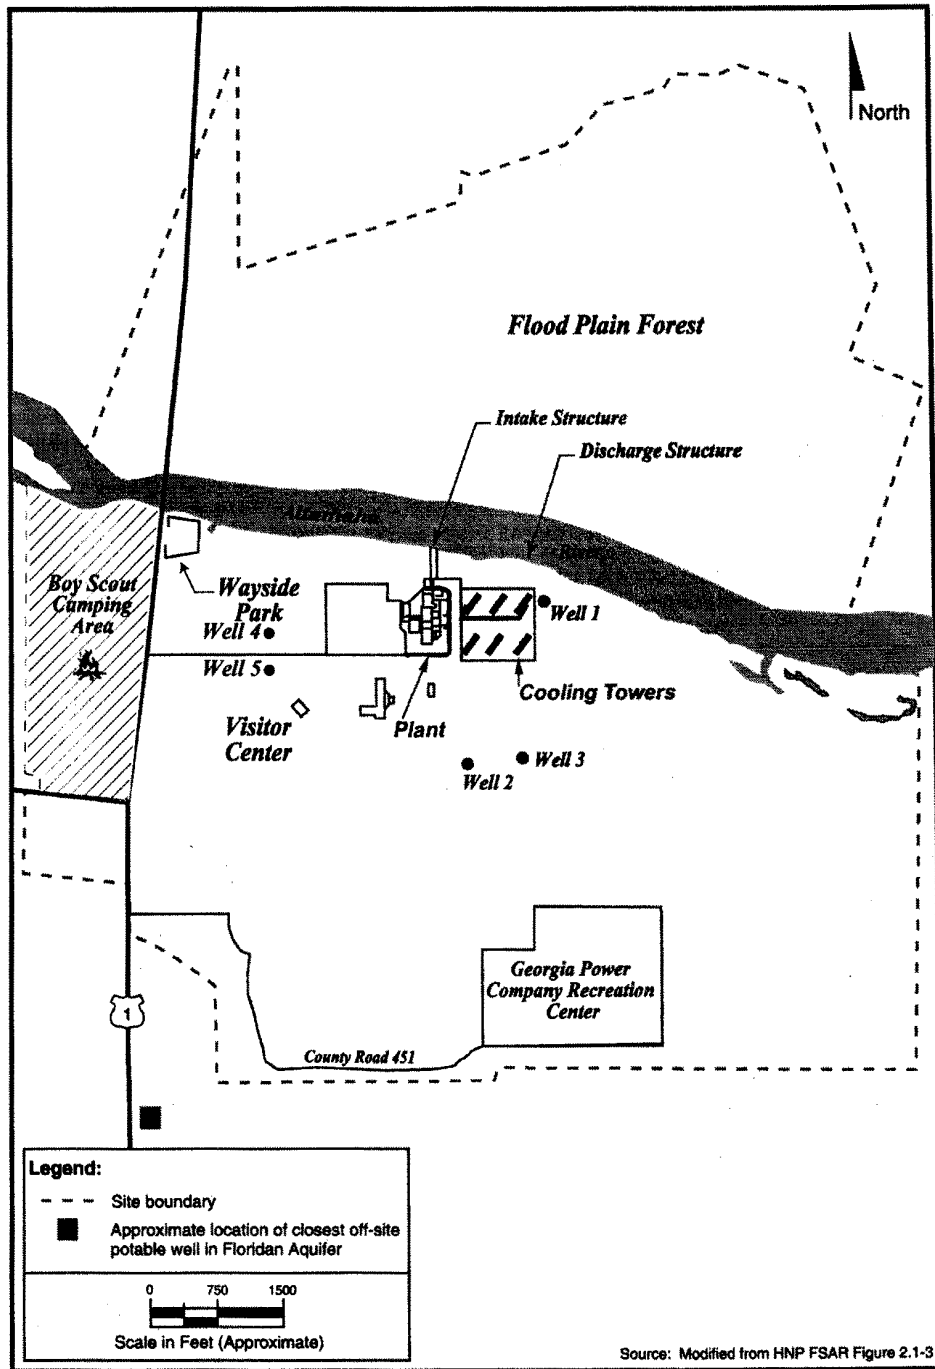 North
Flood Plain Forest
Intake Structure
Discharge Structure
Altamaha
Boy Scout
Camping
Area
Wayside
Park
Well 4
Well 5
Well 1
Cooling Towers
Visitor
Center
Plant
Well 2
Well 3
Georgia Power
Company Recreation
Center
1
County Road 451
Legend:
Site boundary
Approximate location of closest off-site
potable well in Floridan Aquifer
0 750 1500
Scale in Feet (Approximate)
Source: Modified from HNP FSAR Figure 2.1-3